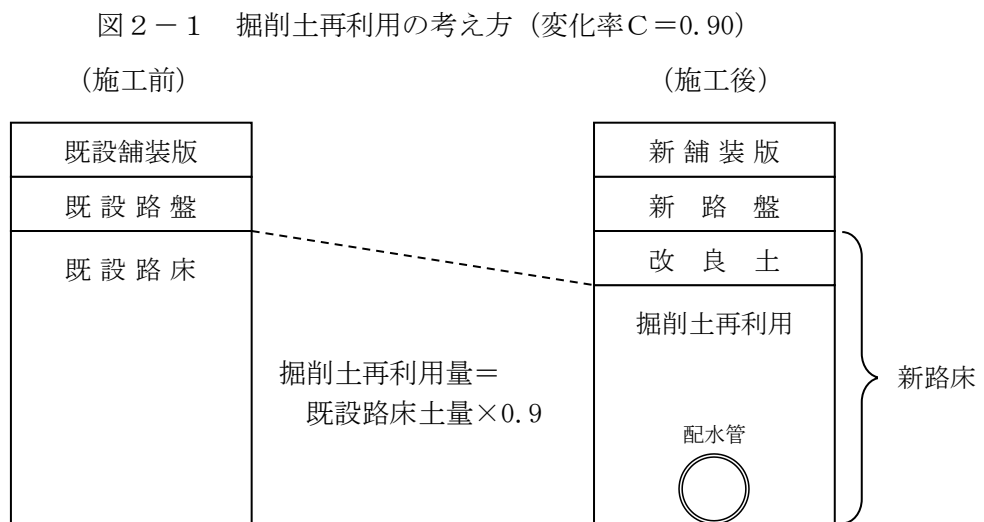 図2-1 掘削土再利用の考え方(変化率C=0.90)
(施工前)
(施工後)
既設舗装版
既設路盤
既設路床
掘削土再利用量=
既設路床土量×0.9
新舗装版
新路盤
改良土
掘削土再利用
配水管
新路床